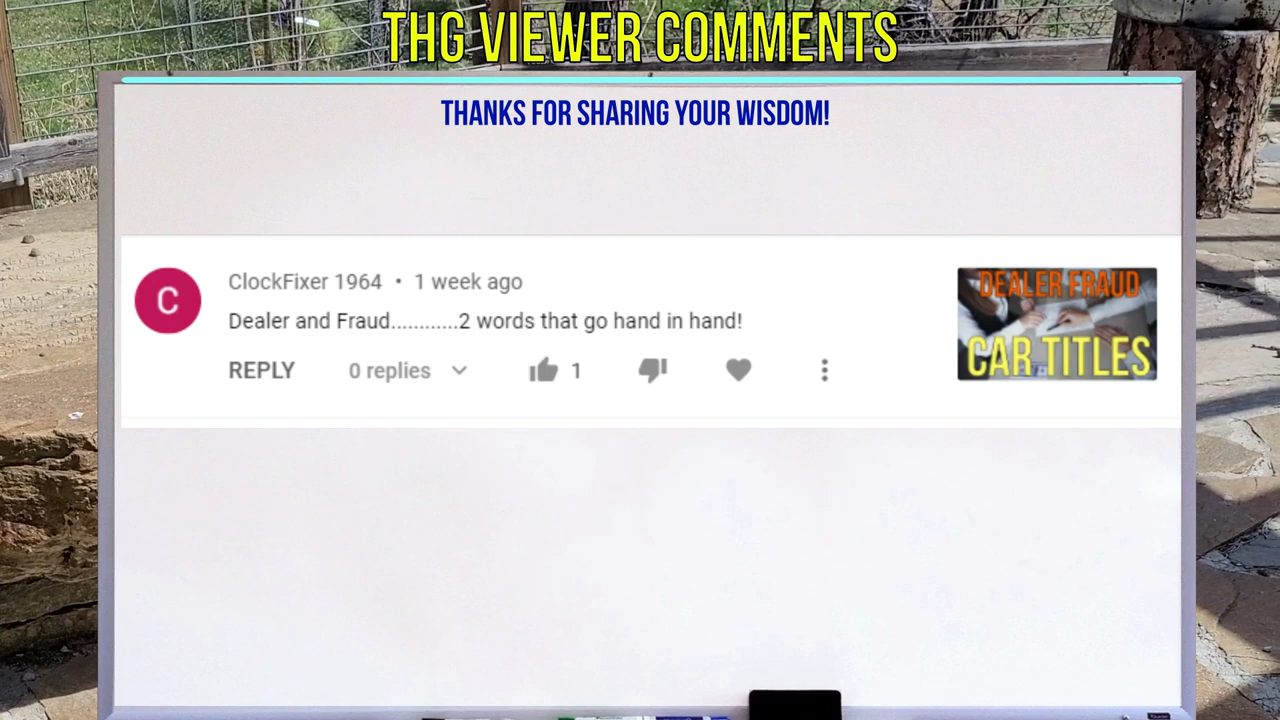 THG VIEWER COMMENTS
THANKS FOR SHARING YOUR WISDOM!
C
ClockFixer 1964 • 1 week ago
Dealer and Fraud............2 words that go hand in hand!
REPLY 0 replies 1
DEALER FRAUD
CAR TITLES